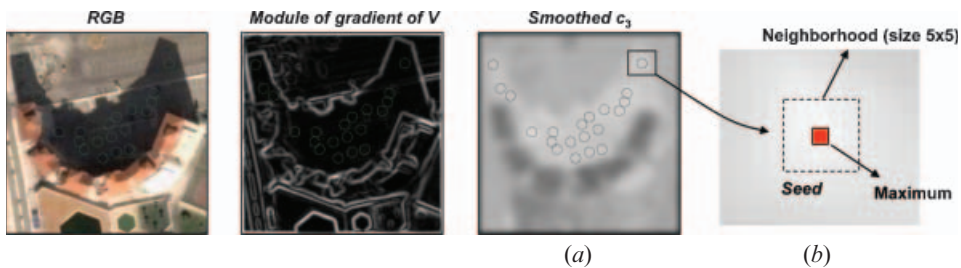 RGB
Module of gradient of V
Smoothed c3
Neighborhood (size 5x5)
Seed
Maximum
(a)
(b)